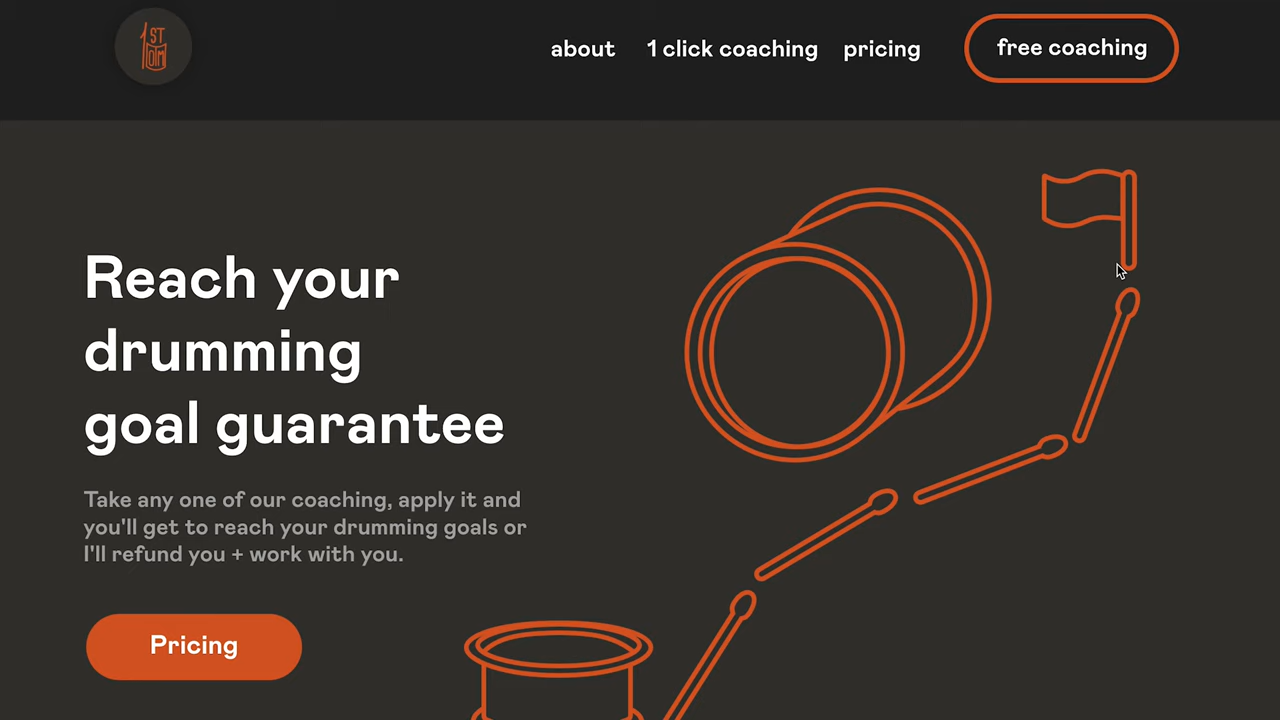 1ST
about
1 click coaching
pricing
free coaching
Reach your
drumming
goal guarantee
Take any one of our coaching, apply it and
you'll get to reach your drumming goals or
I'll refund you + work with you.
Pricing